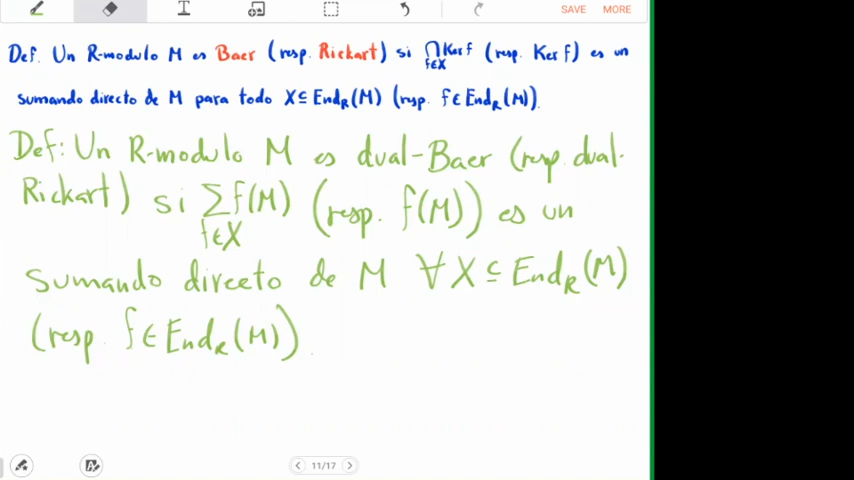 SAVE MORE
Def. Un R-modulo M es Baer (resp. Rickart) si ⋂_{f∈X} Ker f (resp. Ker f) es un
sumando directo de M para todo X ⊆ End_R(M) (resp. f ∈ End_R(M)).
Def: Un R-modulo M es dual-Baer (resp. dual-
Rickart) si ∑_{f∈X} f(M) (resp. f(M)) es un
sumando directo de M ∀ X ⊆ End_R(M)
(resp. f ∈ End_R(M)).
11/17